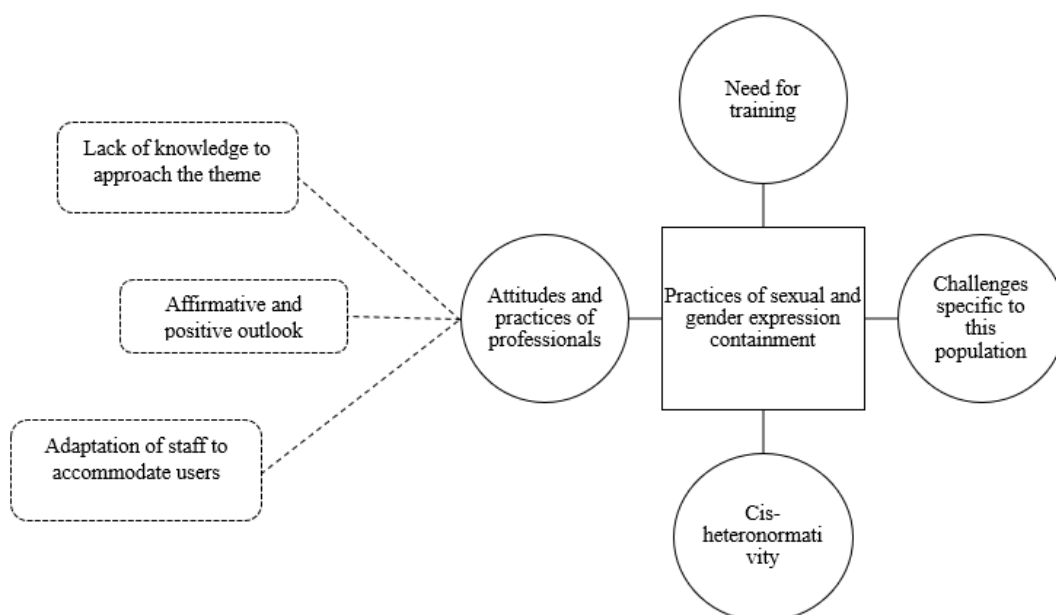 Need for
training
Lack of knowledge to
approach the theme
Affirmative and
positive outlook
Adaptation of staff to
accommodate users
Attitudes and
practices of
professionals
Practices of sexual and
gender expression
containment
Challenges
specific to
this
population
Cis-
heteronormati
vity